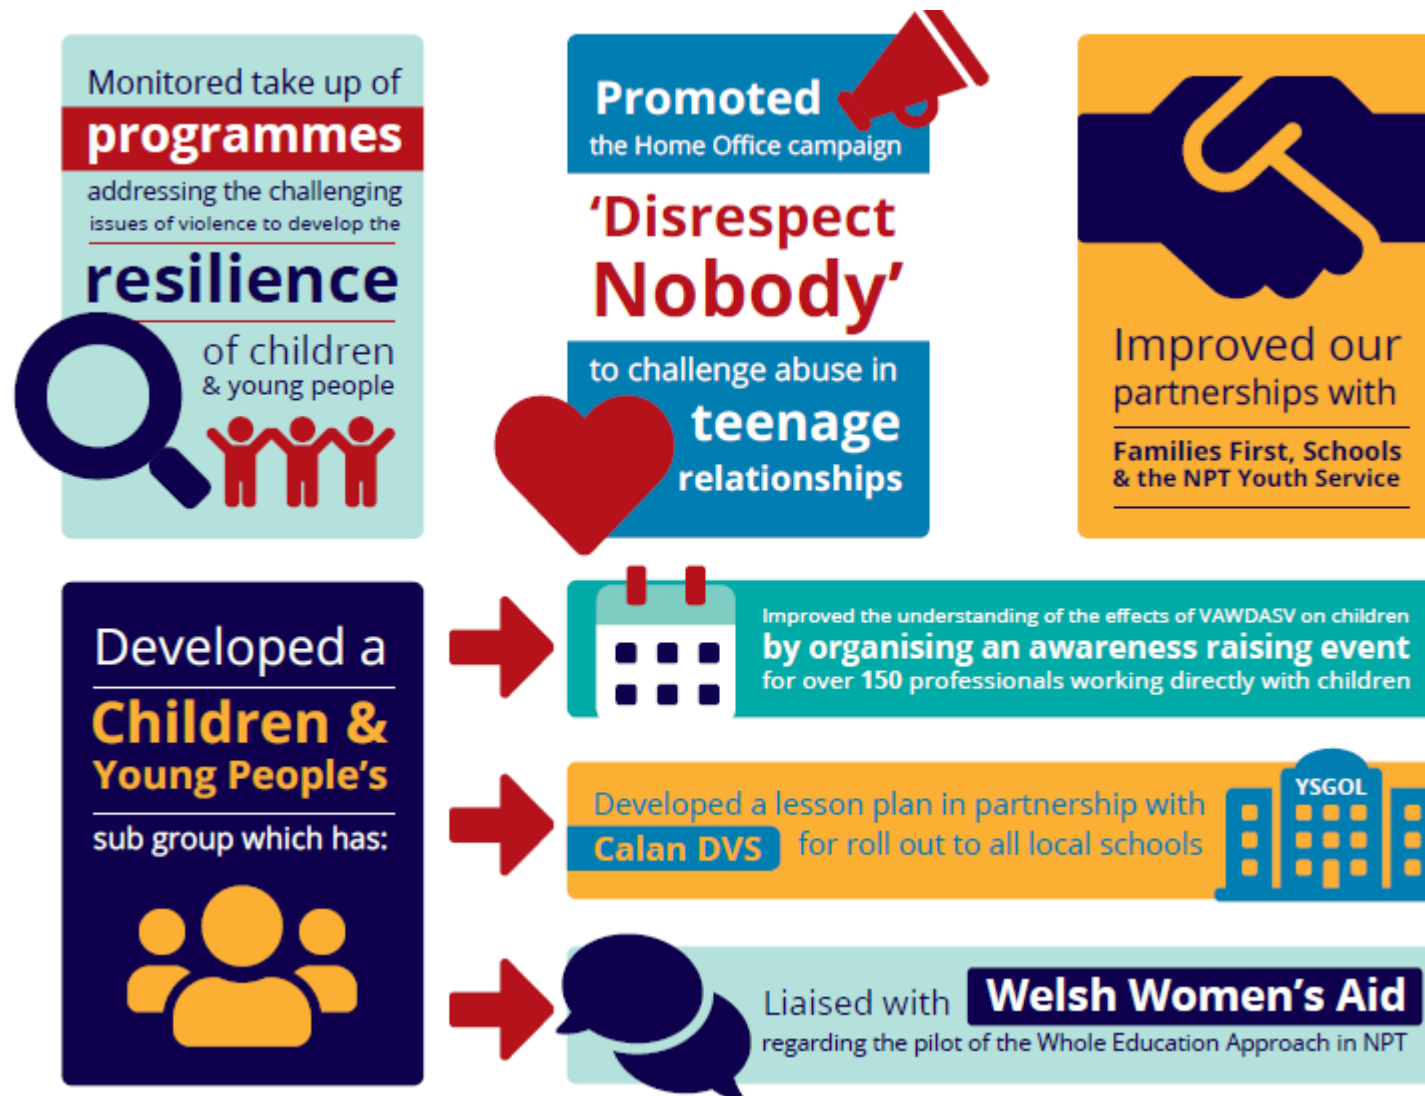 Monitored take up of
programmes
addressing the challenging
issues of violence to develop the
resilience
of children
& young people
Promoted
the Home Office campaign
‘Disrespect
Nobody’
to challenge abuse in
teenage
relationships
Improved our
partnerships with
Families First, Schools
& the NPT Youth Service
Developed a
Children &
Young People’s
sub group which has:
Improved the understanding of the effects of VAWDASV on children
by organising an awareness raising event
for over 150 professionals working directly with children
Developed a lesson plan in partnership with
Calan DVS for roll out to all local schools
YSGOL
Liaised with Welsh Women’s Aid
regarding the pilot of the Whole Education Approach in NPT